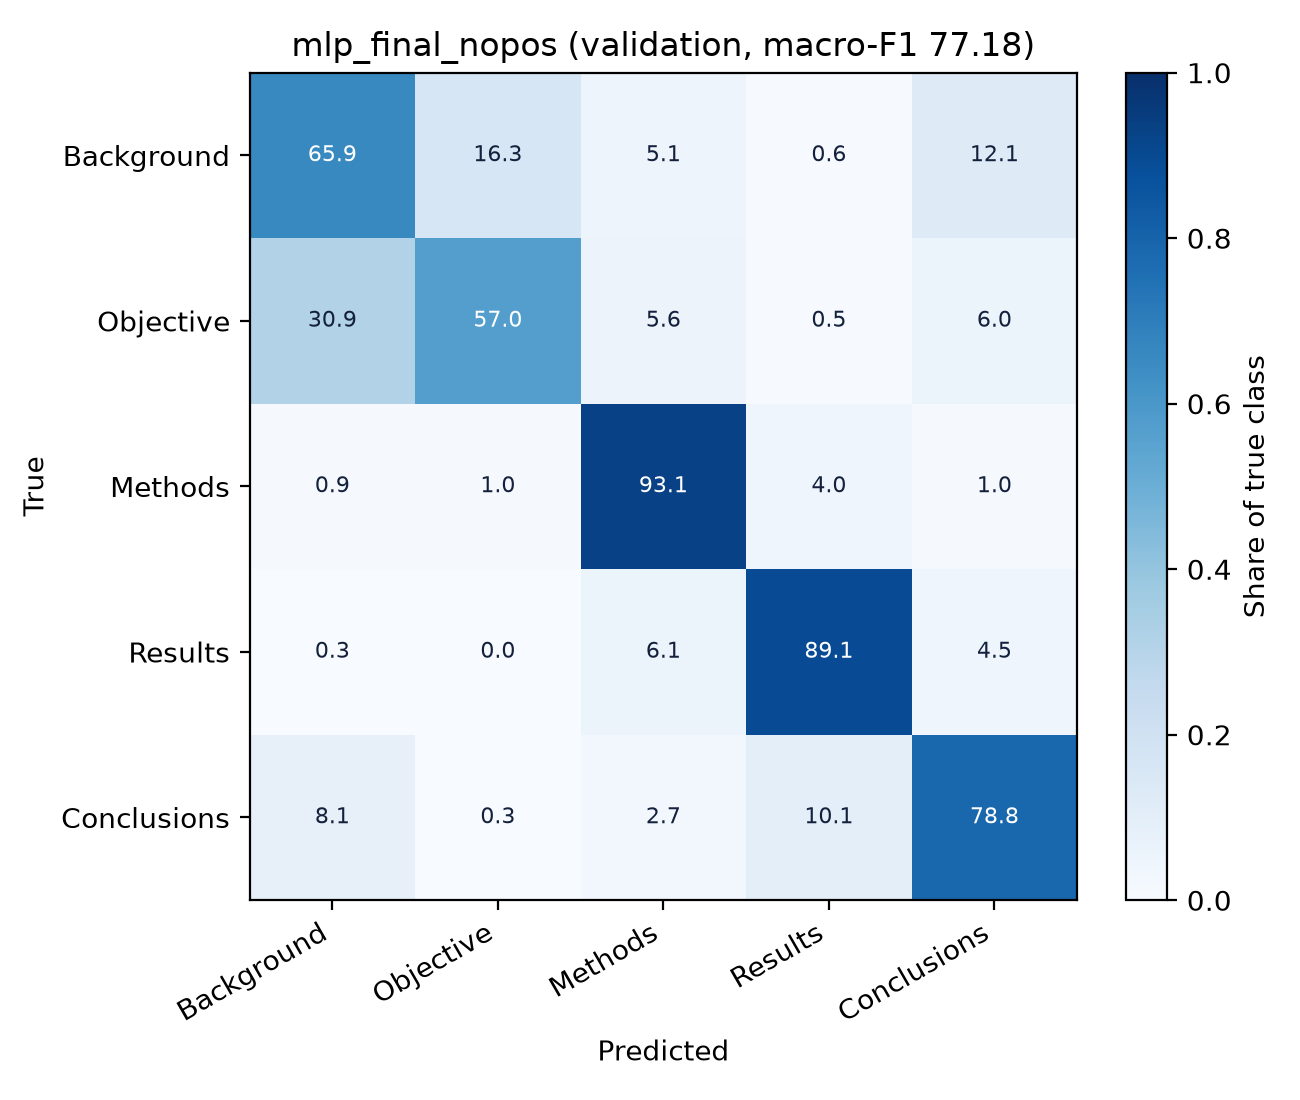 mlp_final_nopos (validation, macro-F1 77.18)
Background 65.9 16.3 5.1 0.6 12.1
Objective 30.9 57.0 5.6 0.5 6.0
Methods 0.9 1.0 93.1 4.0 1.0
Results 0.3 0.0 6.1 89.1 4.5
Conclusions 8.1 0.3 2.7 10.1 78.8
True
Background Objective Methods Results Conclusions
Predicted
1.0
0.8
0.6
0.4
0.2
0.0
Share of true class